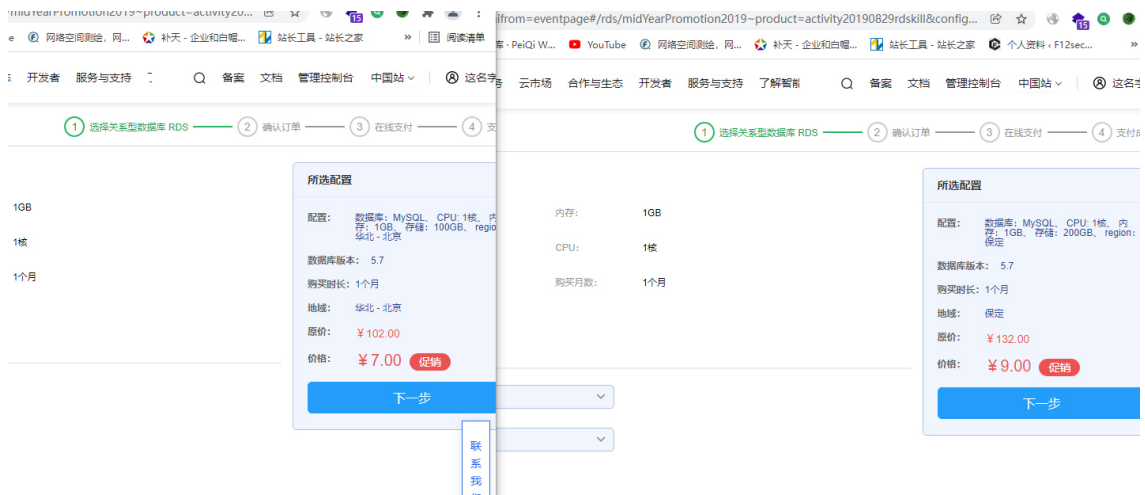 midYearPromotion2019~product=activity20...
15
e 网络空间测绘，网... 补天 - 企业和白帽... 站长工具 - 站长之家 » 阅读清单
开发者 服务与支持 备案 文档 管理控制台 中国站 这名字
1 选择关系型数据库 RDS 2 确认订单 3 在线支付 4 支
所选配置
1GB
配置： 数据库：MySQL、 CPU: 1核、 内
存：1GB、 存储：100GB、 regio
华北 - 北京
1核
数据库版本： 5.7
1个月
购买时长：1个月
地域： 华北 - 北京
原价： ¥ 102.00
价格： ¥ 7.00 促销
下一步
联
系
我
ifrom=eventpage#/rds/midYearPromotion2019~product=activity20190829rdskill&config...
15
库 - PeiQi W... YouTube 网络空间测绘，网... 补天 - 企业和白帽... 站长工具 - 站长之家 个人资料 ‹ F12sec... »
云市场 合作与生态 开发者 服务与支持 了解智能 备案 文档 管理控制台 中国站 这名字
1 选择关系型数据库 RDS 2 确认订单 3 在线支付 4 支付成
所选配置
内存： 1GB
配置： 数据库：MySQL、 CPU: 1核、 内
存：1GB、 存储：200GB、 region：
保定
CPU： 1核
数据库版本： 5.7
购买月数： 1个月
购买时长：1个月
地域： 保定
原价： ¥ 132.00
价格： ¥ 9.00 促销
下一步